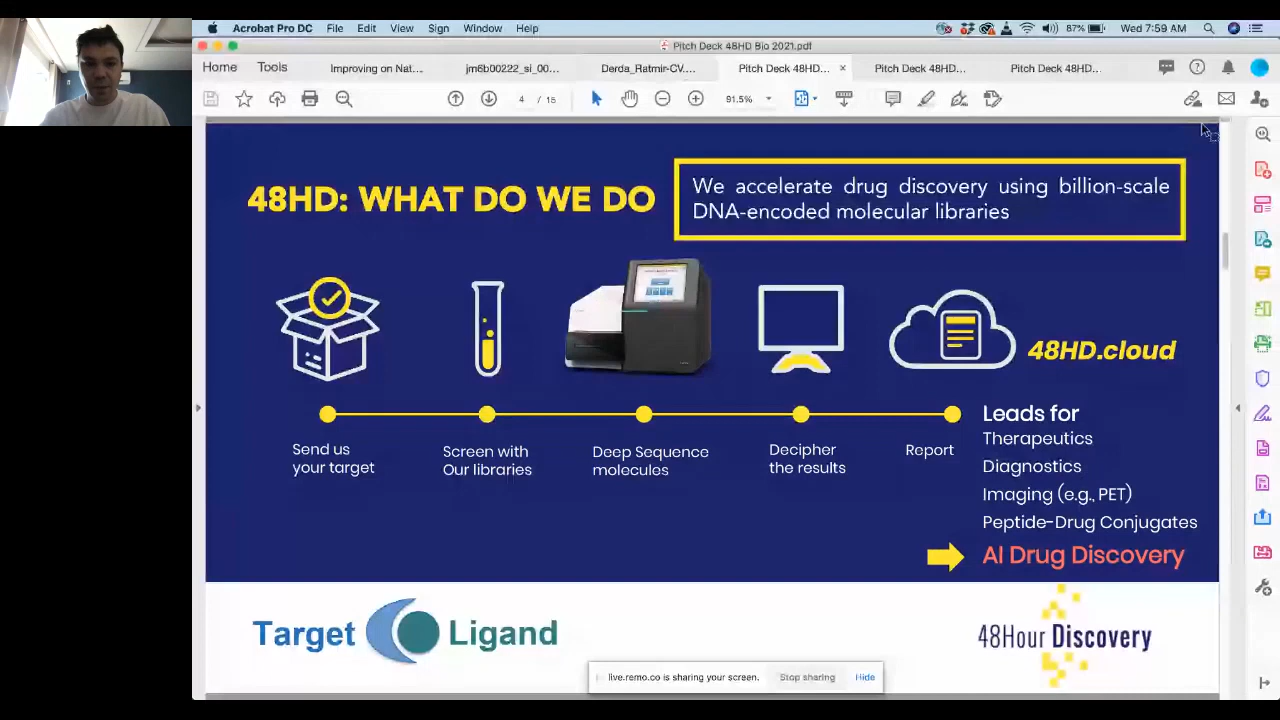 Acrobat Pro DC File Edit View Sign Window Help 87% Wed 7:59 AM
Pitch Deck 48HD Bio 2021.pdf
Home Tools Improving on Nat... jm6b00222_si_00... Derda_Ratmir-CV.... Pitch Deck 48HD... × Pitch Deck 48HD... Pitch Deck 48HD...
4 / 16 91.5%
48HD: WHAT DO WE DO
We accelerate drug discovery using billion-scale
DNA-encoded molecular libraries
48HD.cloud
Send us
your target
Screen with
Our libraries
Deep Sequence
molecules
Decipher
the results
Report
Leads for
Therapeutics
Diagnostics
Imaging (e.g., PET)
Peptide-Drug Conjugates
AI Drug Discovery
Target Ligand
48Hour Discovery
live.remo.co is sharing your screen. Stop sharing Hide